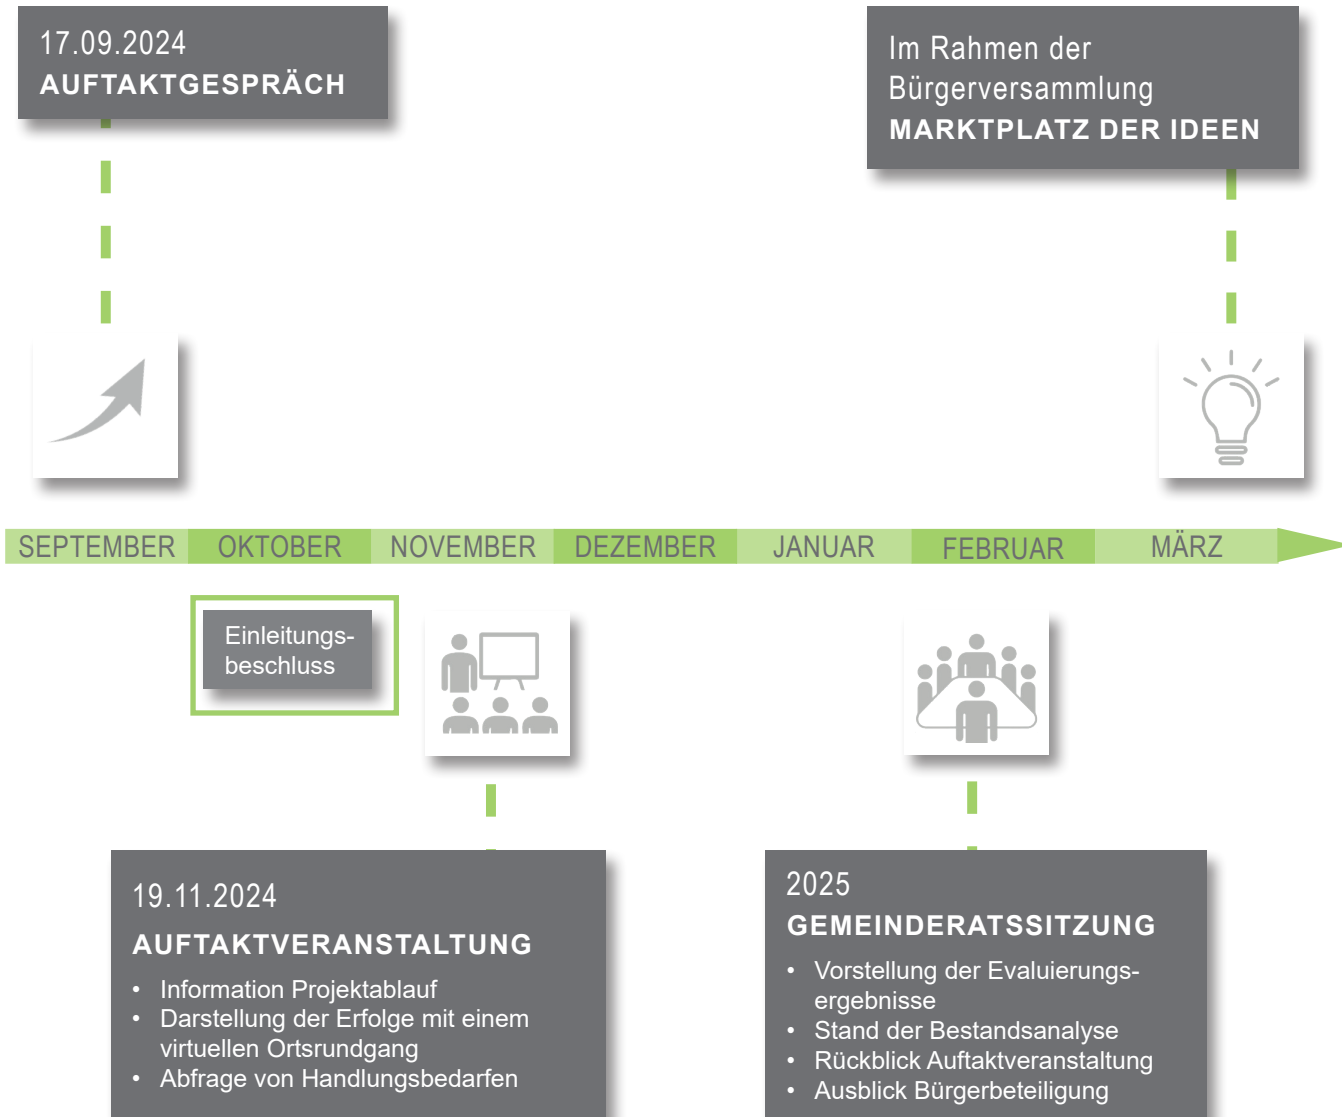 17.09.2024
AUFTAKTGESPRÄCH
Im Rahmen der
Bürgerversammlung
MARKTPLATZ DER IDEEN
SEPTEMBER OKTOBER NOVEMBER DEZEMBER JANUAR FEBRUAR MÄRZ
Einleitungs-
beschluss
19.11.2024
AUFTAKTVERANSTALTUNG
• Information Projektablauf
• Darstellung der Erfolge mit einem
virtuellen Ortsrundgang
• Abfrage von Handlungsbedarfen
2025
GEMEINDERATSSITZUNG
• Vorstellung der Evaluierungs-
ergebnisse
• Stand der Bestandsanalyse
• Rückblick Auftaktveranstaltung
• Ausblick Bürgerbeteiligung